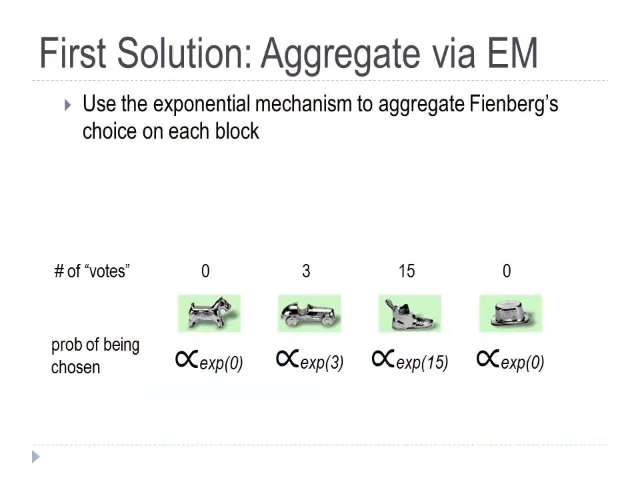 First Solution: Aggregate via EM
Use the exponential mechanism to aggregate Fienberg's
choice on each block
# of “votes” 0 3 15 0
prob of being
chosen
∝exp(0) ∝exp(3) ∝exp(15) ∝exp(0)